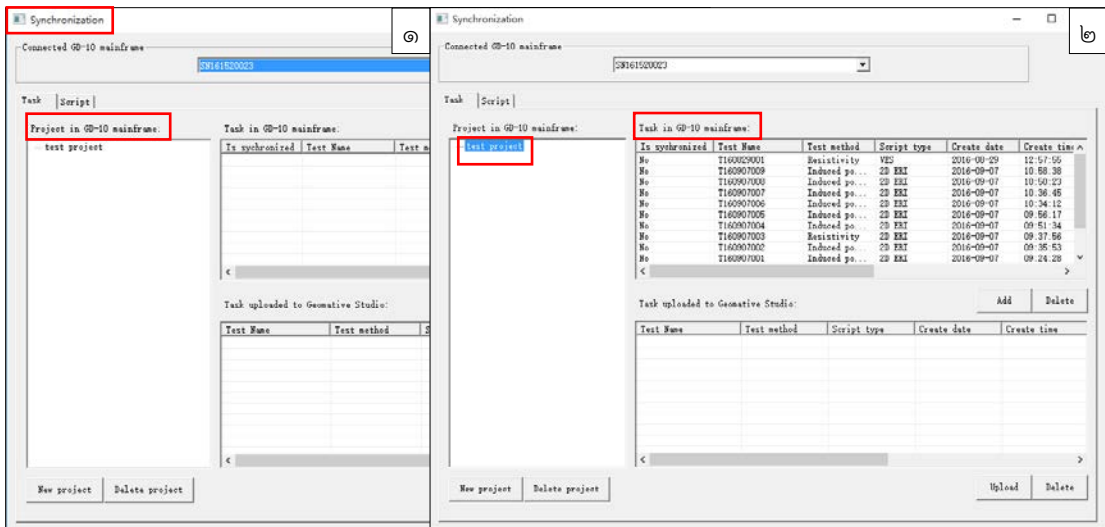 Synchronization
๑
Connected GD-10 mainframe
SN161520023
Task Script
Project in GD-10 mainframe:
test project
Task in GD-10 mainframe:
Is sychronized Test Name Test m
Task uploaded to Geomative Studio:
Test Name Test method S
New project Delete project
Synchronization
๒
Connected GD-10 mainframe
SN161520023
Task Script
Project in GD-10 mainframe:
test project
Task in GD-10 mainframe:
Is sychronized Test Name Test method Script type Create date Create time
No T160829001 Resistivity VES 2016-08-29 12:57:55
No T160907009 Induced po... 2D ERI 2016-09-07 10:58:38
No T160907008 Induced po... 2D ERI 2016-09-07 10:50:23
No T160907007 Induced po... 2D ERI 2016-09-07 10:36:45
No T160907006 Induced po... 2D ERI 2016-09-07 10:34:12
No T160907005 Induced po... 2D ERI 2016-09-07 09:56:17
No T160907004 Induced po... 2D ERI 2016-09-07 09:51:34
No T160907003 Resistivity 2D ERI 2016-09-07 09:37:56
No T160907002 Induced po... 2D ERI 2016-09-07 09:35:53
No T160907001 Induced po... 2D ERI 2016-09-07 09:24:28
Add Delete
Task uploaded to Geomative Studio:
Test Name Test method Script type Create date Create time
New project Delete project
Upload Delete